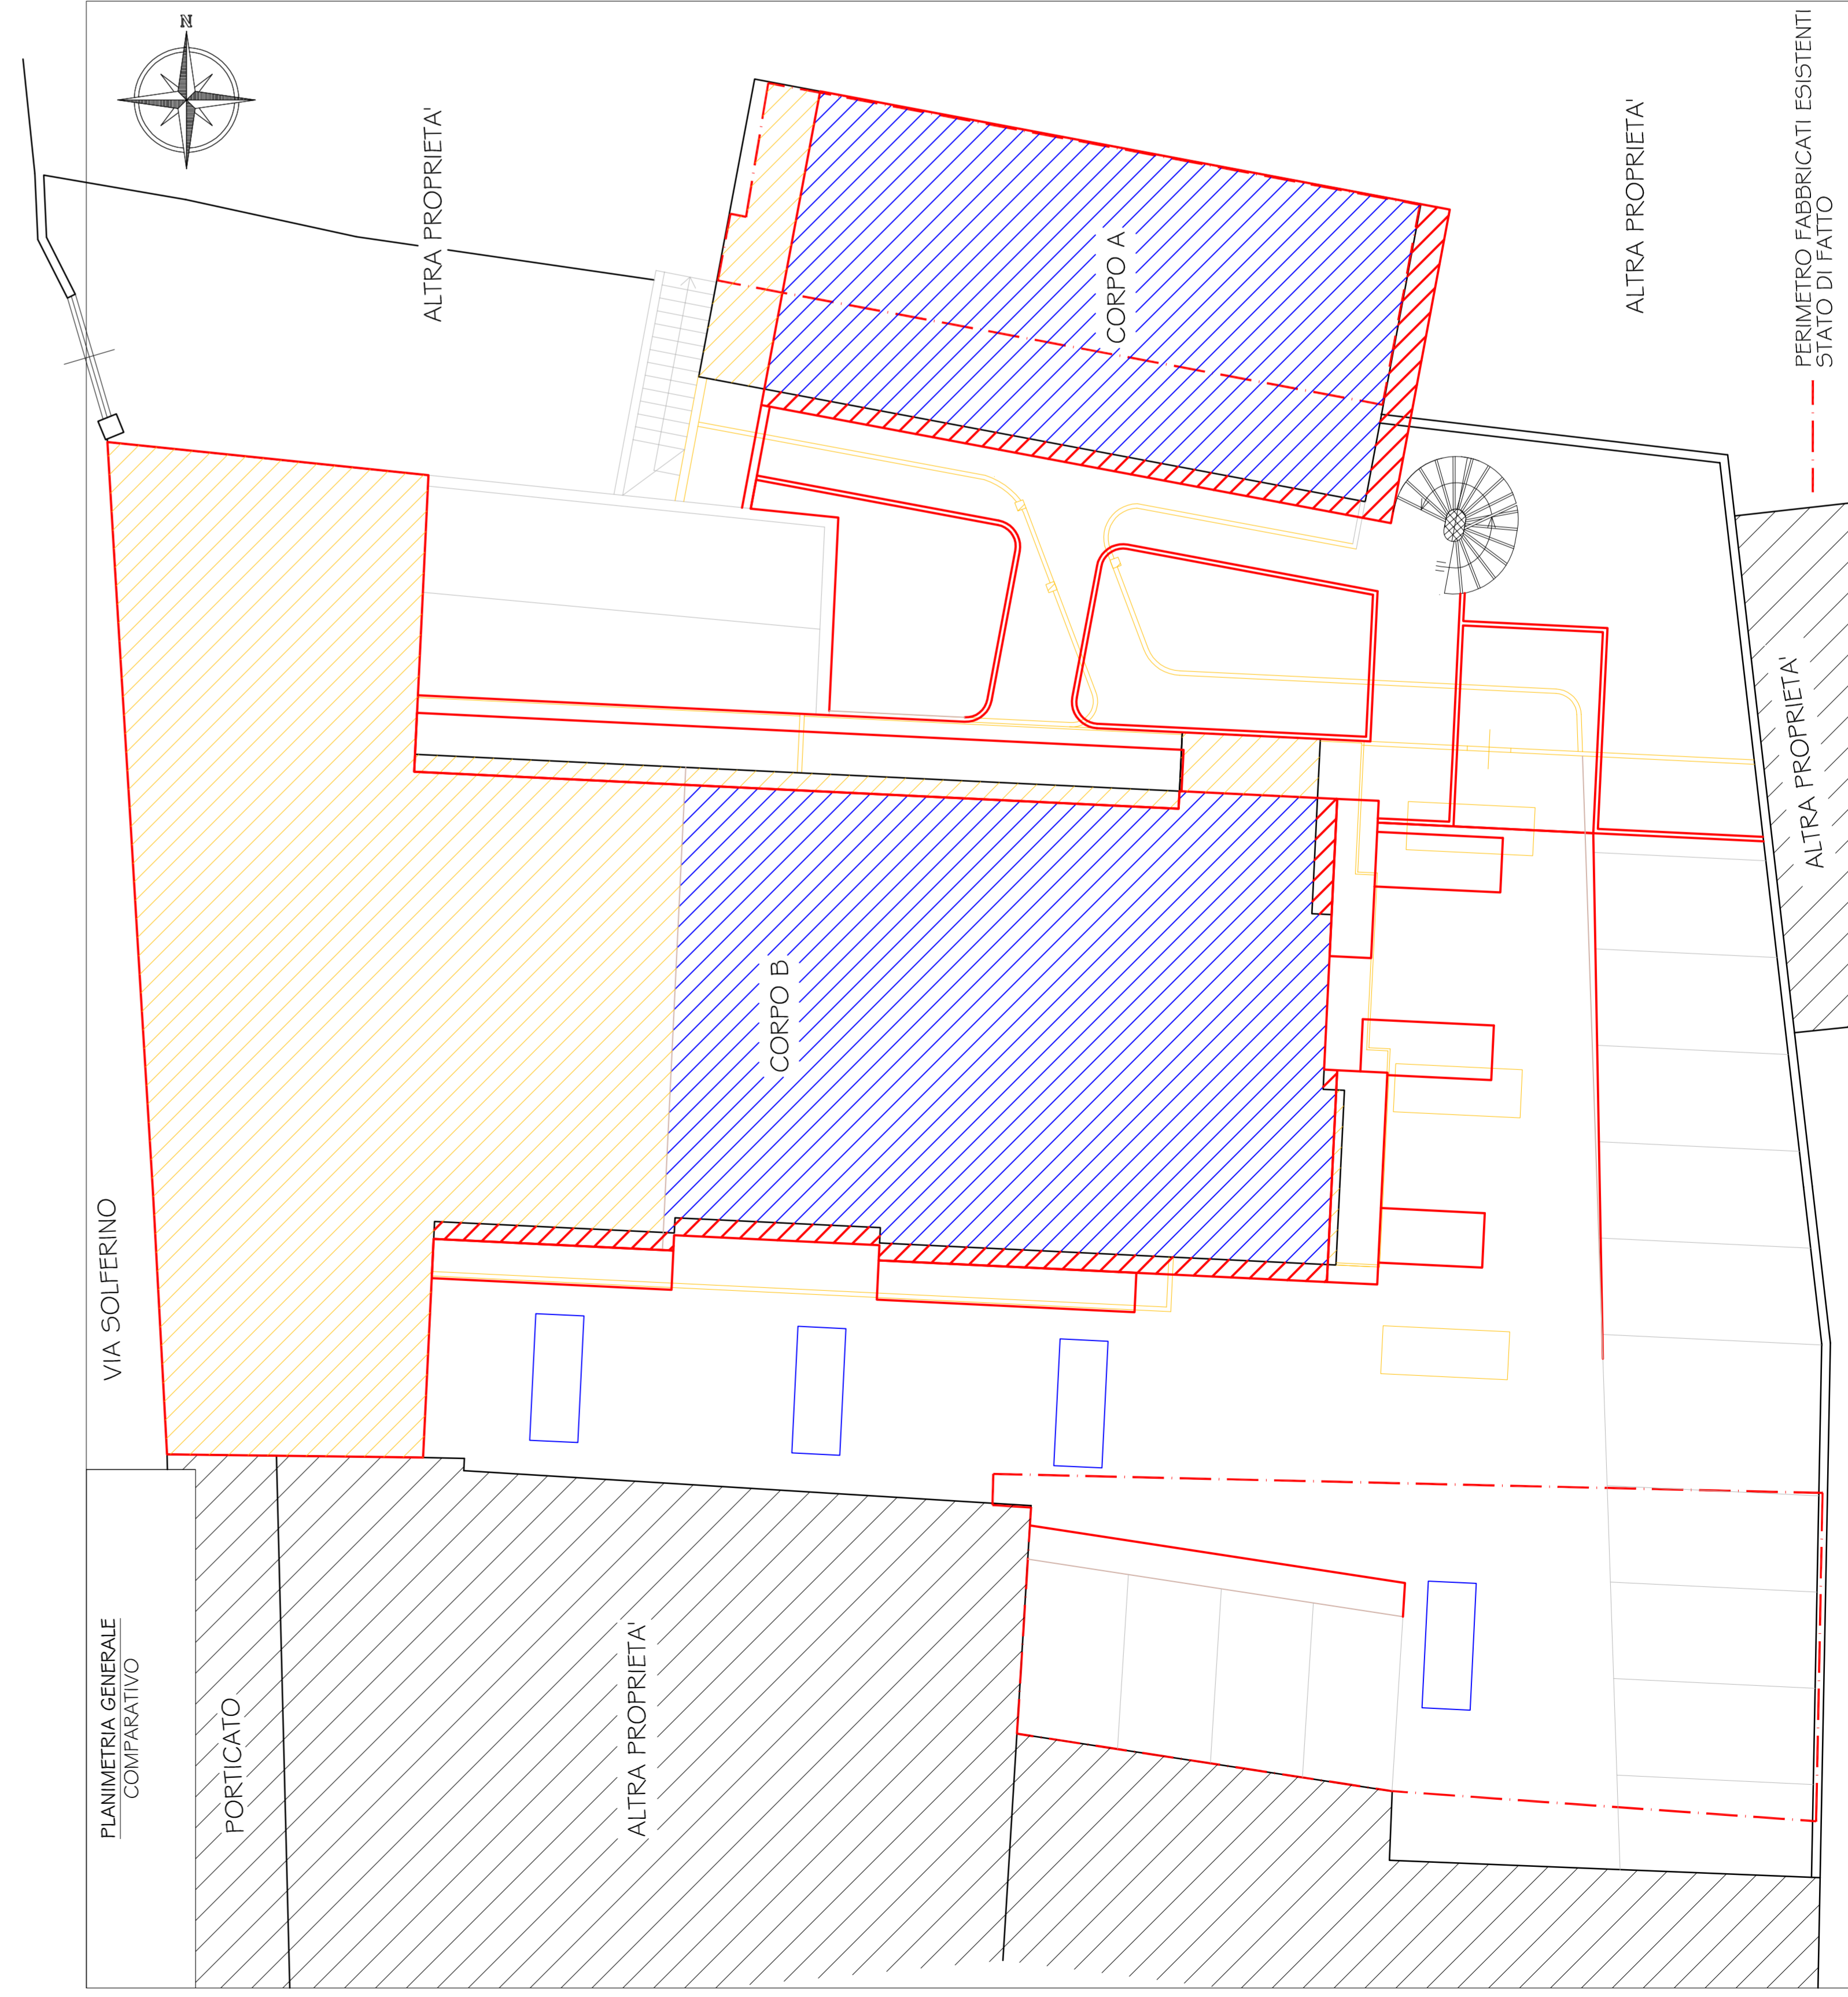 N
ALTRA PROPRIETA'
ALTRA PROPRIETA'
PERIMETRO FABBRICATI ESISTENTI
STATO DI FATTO
CORPO A
ALTRA PROPRIETA'
CORPO B
VIA SOLFERINO
PLANIMETRIA GENERALE
COMPARATIVO
PORTICATO
ALTRA PROPRIETA'